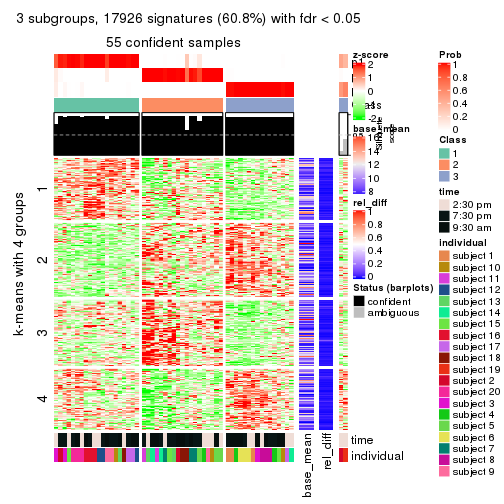 3 subgroups, 17926 signatures (60.8%) with fdr < 0.05
55 confident samples
k-means with 4 groups
1
2
3
4
z-score
2
1
0
-1
-2
base_mean
16
14
12
10
8
rel_diff
1
0.8
0.6
0.4
0.2
0
Status (barplots)
confident
ambiguous
Silhouette
score
time
individual
base_mean
rel_diff
Prob
1
0.8
0.6
0.4
0.2
0
Class
1
2
3
time
2:30 pm
7:30 pm
9:30 am
individual
subject 1
subject 10
subject 11
subject 12
subject 13
subject 14
subject 15
subject 16
subject 17
subject 18
subject 19
subject 2
subject 20
subject 3
subject 4
subject 5
subject 6
subject 7
subject 8
subject 9